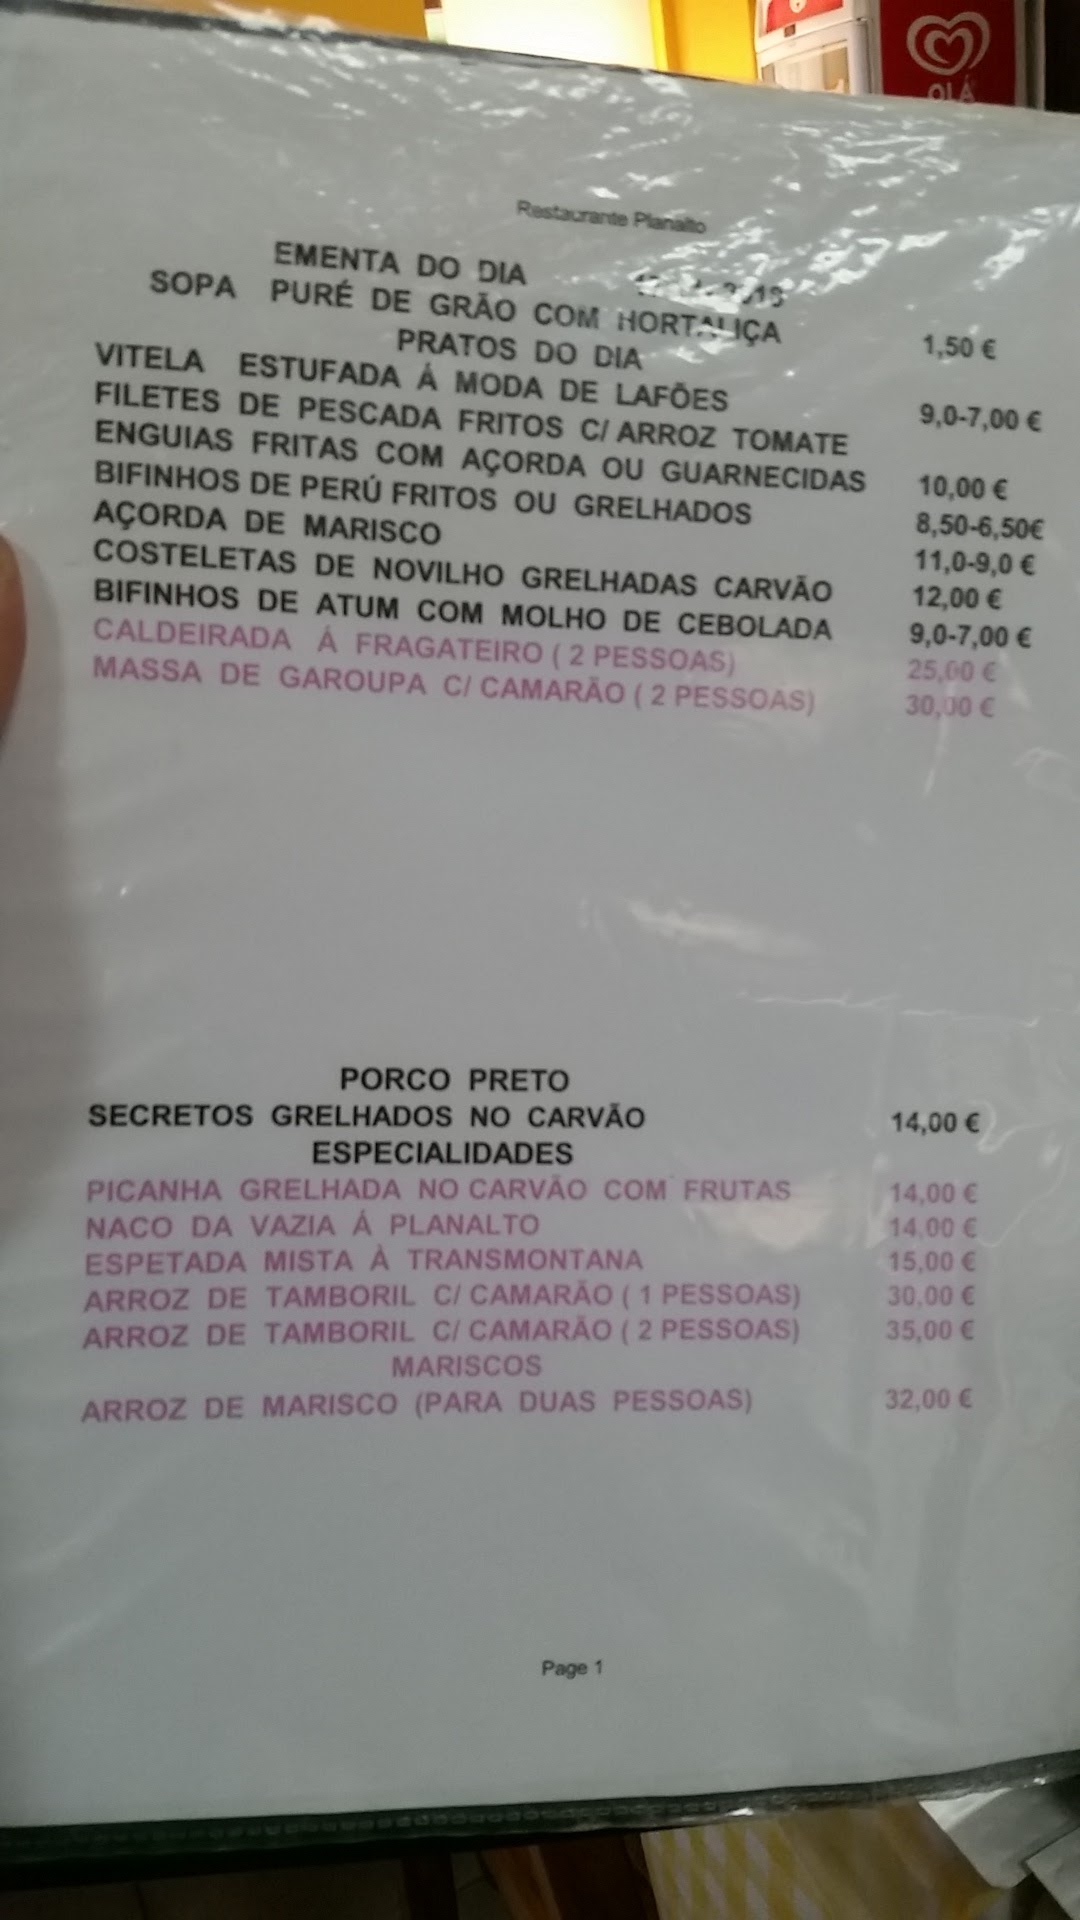 OLÁ
Restaurante Planalto
EMENTA DO DIA
SOPA PURÉ DE GRÃO COM HORTALIÇA 1,50 €
PRATOS DO DIA
VITELA ESTUFADA Á MODA DE LAFÕES 9,0-7,00 €
FILETES DE PESCADA FRITOS C/ ARROZ TOMATE
ENGUIAS FRITAS COM AÇORDA OU GUARNECIDAS 10,00 €
BIFINHOS DE PERÚ FRITOS OU GRELHADOS 8,50-6,50€
AÇORDA DE MARISCO 11,0-9,0 €
COSTELETAS DE NOVILHO GRELHADAS CARVÃO 12,00 €
BIFINHOS DE ATUM COM MOLHO DE CEBOLADA 9,0-7,00 €
CALDEIRADA Á FRAGATEIRO ( 2 PESSOAS) 25,00 €
MASSA DE GAROUPA C/ CAMARÃO ( 2 PESSOAS) 30,00 €
PORCO PRETO
SECRETOS GRELHADOS NO CARVÃO 14,00 €
ESPECIALIDADES
PICANHA GRELHADA NO CARVÃO COM FRUTAS 14,00 €
NACO DA VAZIA Á PLANALTO 14,00 €
ESPETADA MISTA À TRANSMONTANA 15,00 €
ARROZ DE TAMBORIL C/ CAMARÃO ( 1 PESSOAS) 30,00 €
ARROZ DE TAMBORIL C/ CAMARÃO ( 2 PESSOAS) 35,00 €
MARISCOS
ARROZ DE MARISCO (PARA DUAS PESSOAS) 32,00 €
Page 1